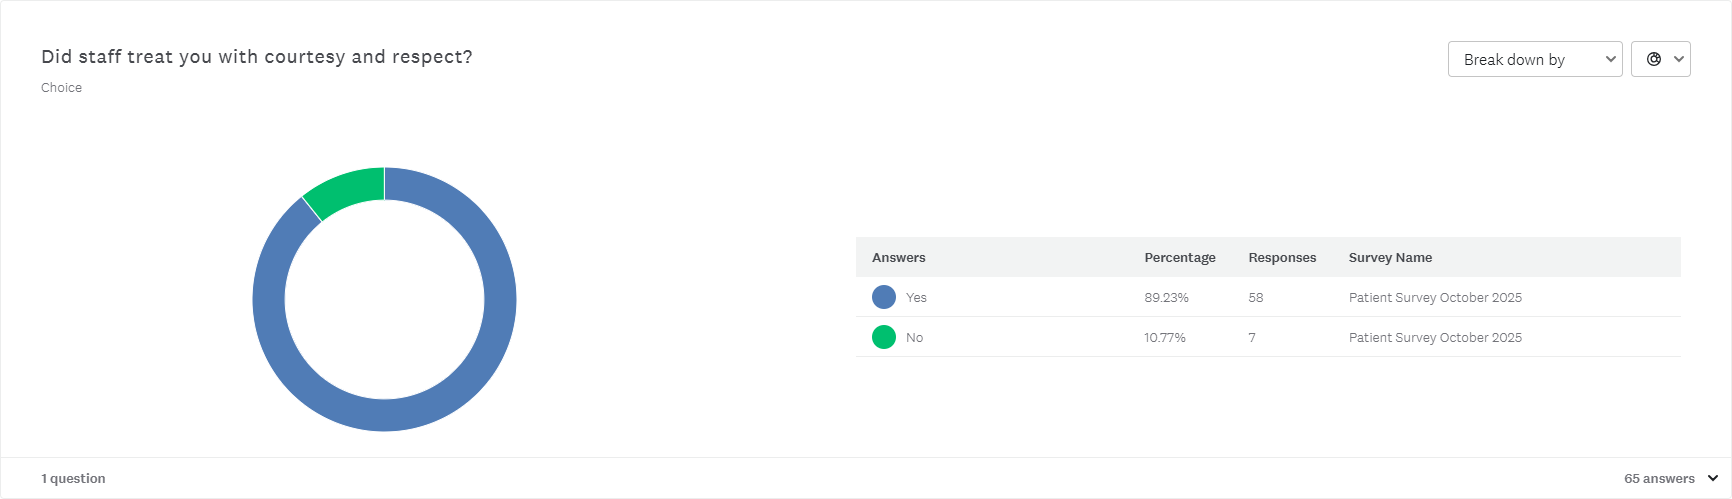 Did staff treat you with courtesy and respect?
Choice
Break down by
Answers Percentage Responses Survey Name
Yes 89.23% 58 Patient Survey October 2025
No 10.77% 7 Patient Survey October 2025
1 question
65 answers